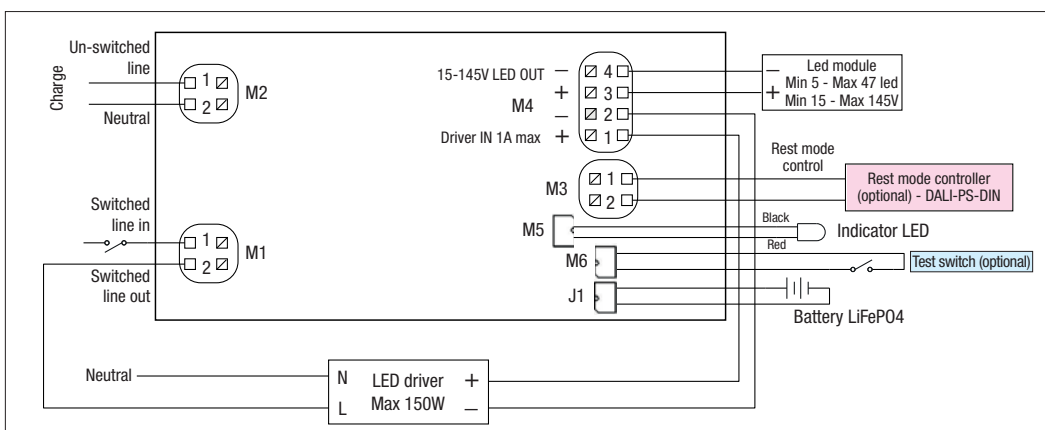 Charge
Un-switched
line
Neutral
1
2
M2
Switched
line in
1
2
M1
Switched
line out
15-145V LED OUT
−
+
M4
−
Driver IN 1A max
+
4
3
2
1
−
+
Led module
Min 5 - Max 47 led
Min 15 - Max 145V
Rest mode
control
M3
1
2
Rest mode controller
(optional) - DALI-PS-DIN
M5
Black
Red
Indicator LED
M6
Test switch (optional)
J1
Battery LiFePO4
Neutral
N
L
LED driver
Max 150W
+
−